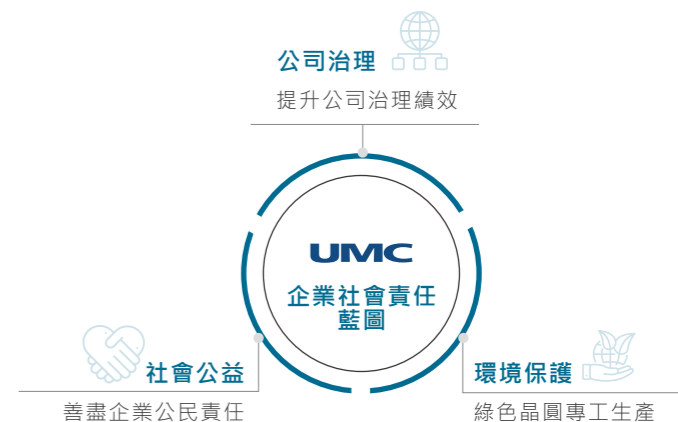 公司治理
提升公司治理績效
UMC
企業社會責任
藍圖
社會公益
善盡企業公民責任
環境保護
綠色晶圓專工生產